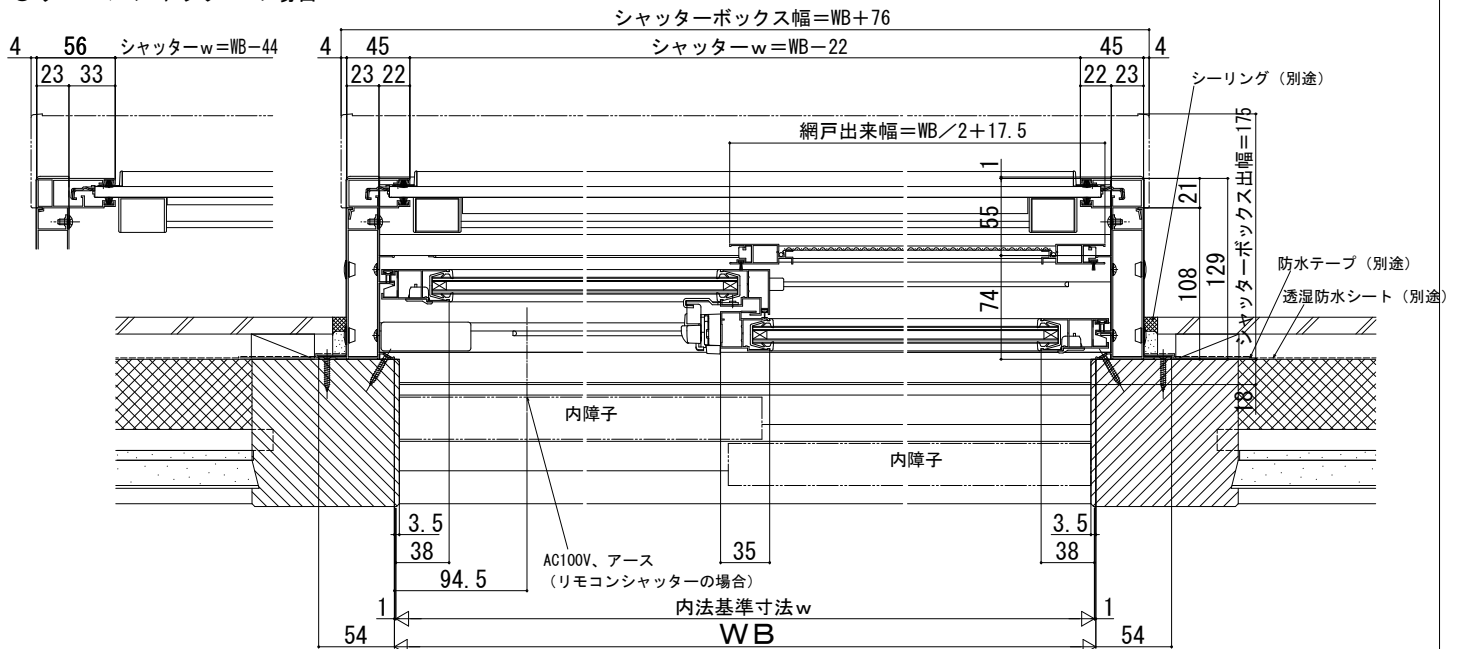 シャッターボックス幅=WB+76
4 56 シャッターw=WB-44 4 45 シャッターw=WB-22 45 4
23 33 23 22 22 23
シーリング(別途)
網戸出来幅=WB/2+17.5
シャッターボックス出幅=175
1
21
55
108
129
防水テープ(別途)
透湿防水シート(別途)
74
18
内障子
内障子
3.5 3.5
38 35 38
AC100V、アース
(リモコンシャッターの場合)
94.5
1 内法基準寸法w 1
54 WB 54